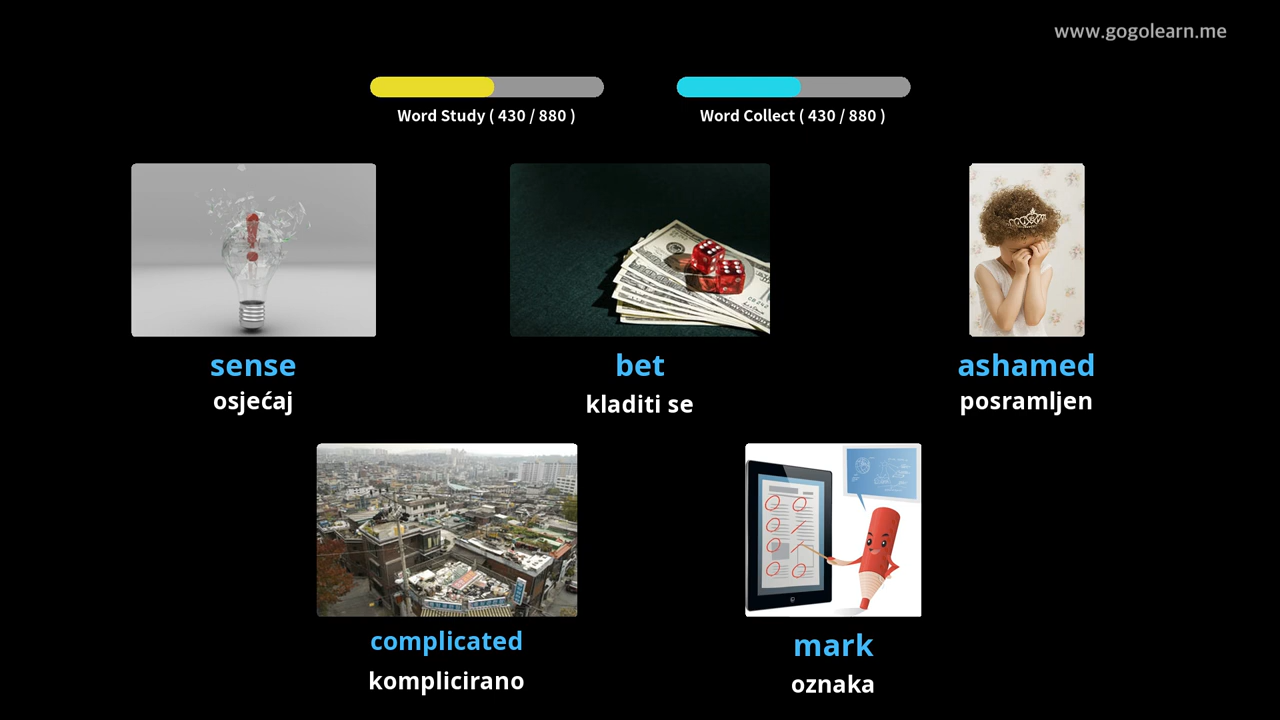 www.gogolearn.me
Word Study ( 430 / 880 )
Word Collect ( 430 / 880 )
sense
osjećaj
bet
kladiti se
ashamed
posramljen
complicated
komplicirano
mark
oznaka